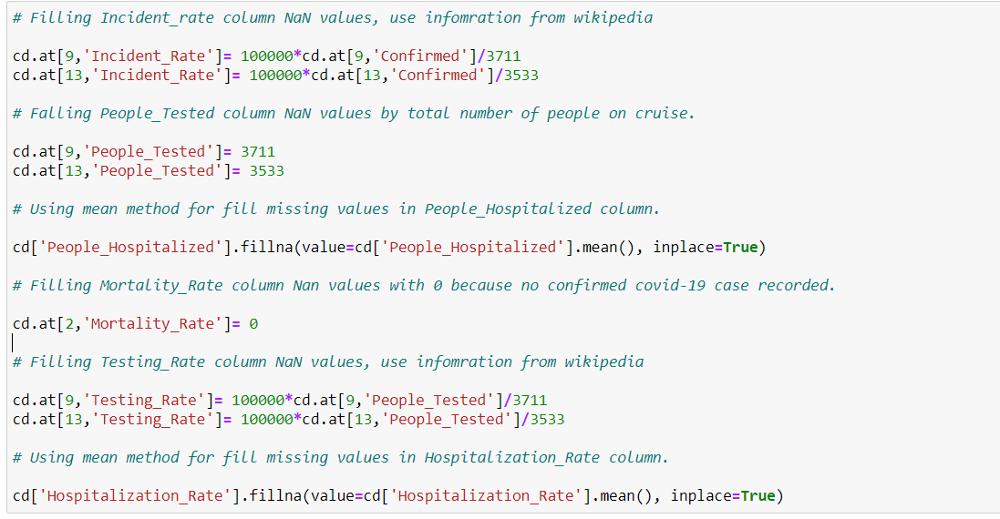 # Filling Incident_rate column NaN values, use infomration from wikipedia
cd.at[9,'Incident_Rate']= 100000*cd.at[9,'Confirmed']/3711
cd.at[13,'Incident_Rate']= 100000*cd.at[13,'Confirmed']/3533
# Falling People_Tested column NaN values by total number of people on cruise.
cd.at[9,'People_Tested']= 3711
cd.at[13,'People_Tested']= 3533
# Using mean method for fill missing values in People_Hospitalized column.
cd['People_Hospitalized'].fillna(value=cd['People_Hospitalized'].mean(), inplace=True)
# Filling Mortality_Rate column Nan values with 0 because no confirmed covid-19 case recorded.
cd.at[2,'Mortality_Rate']= 0
# Filling Testing_Rate column NaN values, use infomration from wikipedia
cd.at[9,'Testing_Rate']= 100000*cd.at[9,'People_Tested']/3711
cd.at[13,'Testing_Rate']= 100000*cd.at[13,'People_Tested']/3533
# Using mean method for fill missing values in Hospitalization_Rate column.
cd['Hospitalization_Rate'].fillna(value=cd['Hospitalization_Rate'].mean(), inplace=True)